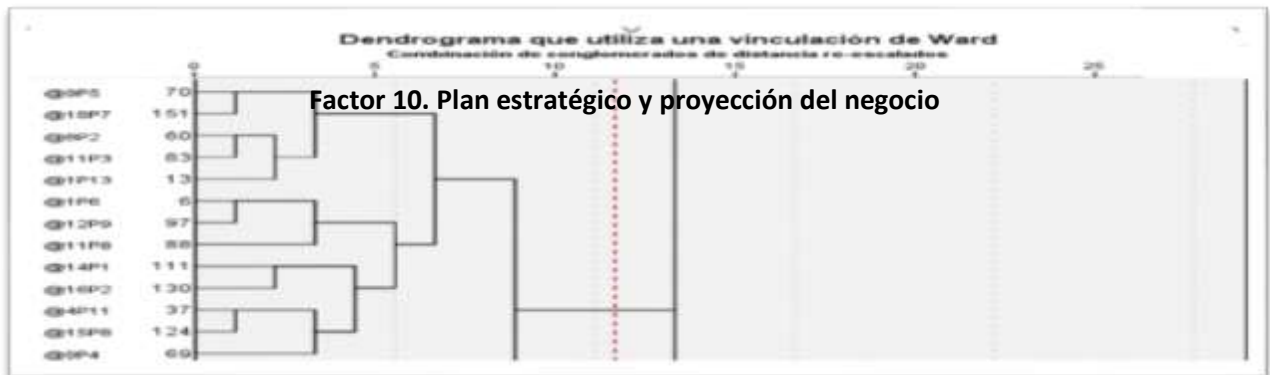 Dendrograma que utiliza una vinculación de Ward
Combinación de conglomerados de distancia re-escalados
0 5 10 15 20 25
Factor 10. Plan estratégico y proyección del negocio
@9P5 70
@18P7 151
@8P2 60
@11P3 83
@1P13 13
@1P6 6
@12P9 97
@11P8 88
@14P1 111
@16P2 130
@4P11 37
@15P8 124
@9P4 69